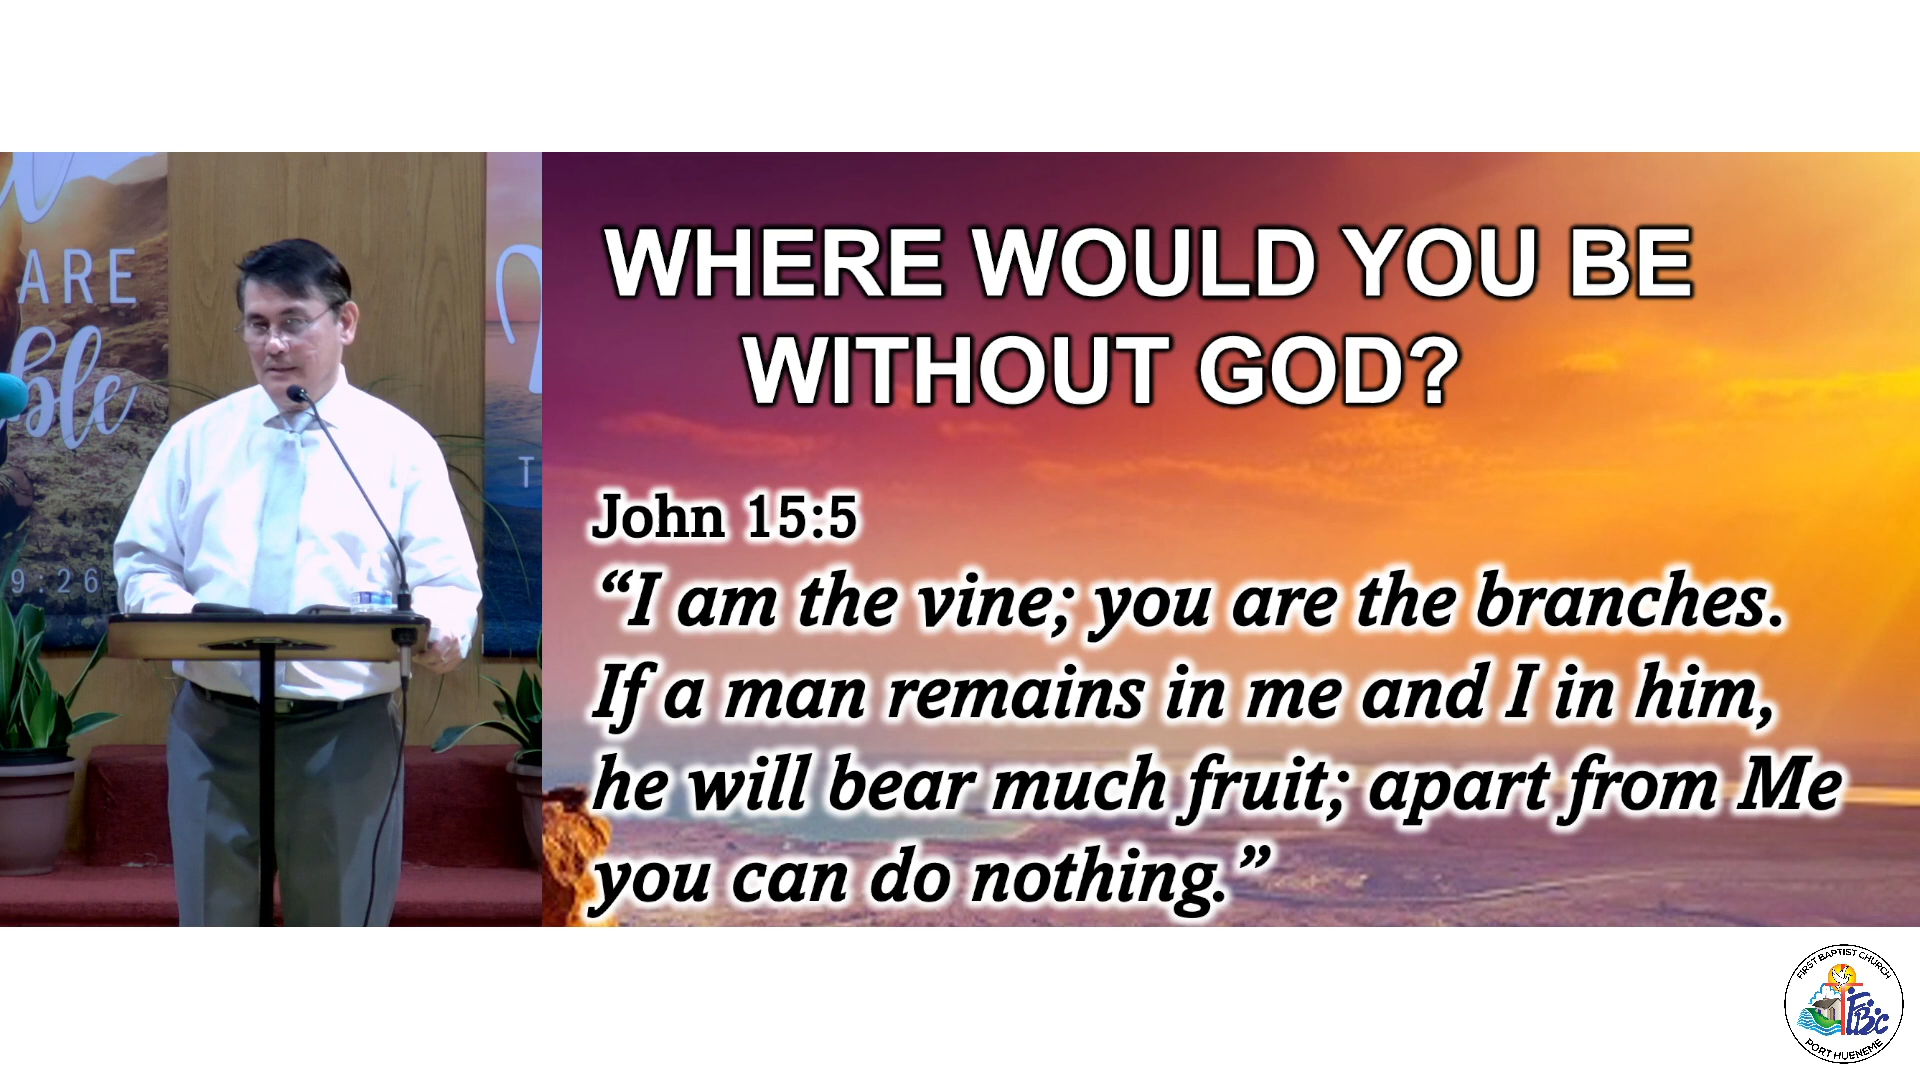 ARE
ble
9:26
T
WHERE WOULD YOU BE
WITHOUT GOD?
John 15:5
“I am the vine; you are the branches.
If a man remains in me and I in him,
he will bear much fruit; apart from Me
you can do nothing.”
FIRST BAPTIST CHURCH
FBC
PORT HUENEME